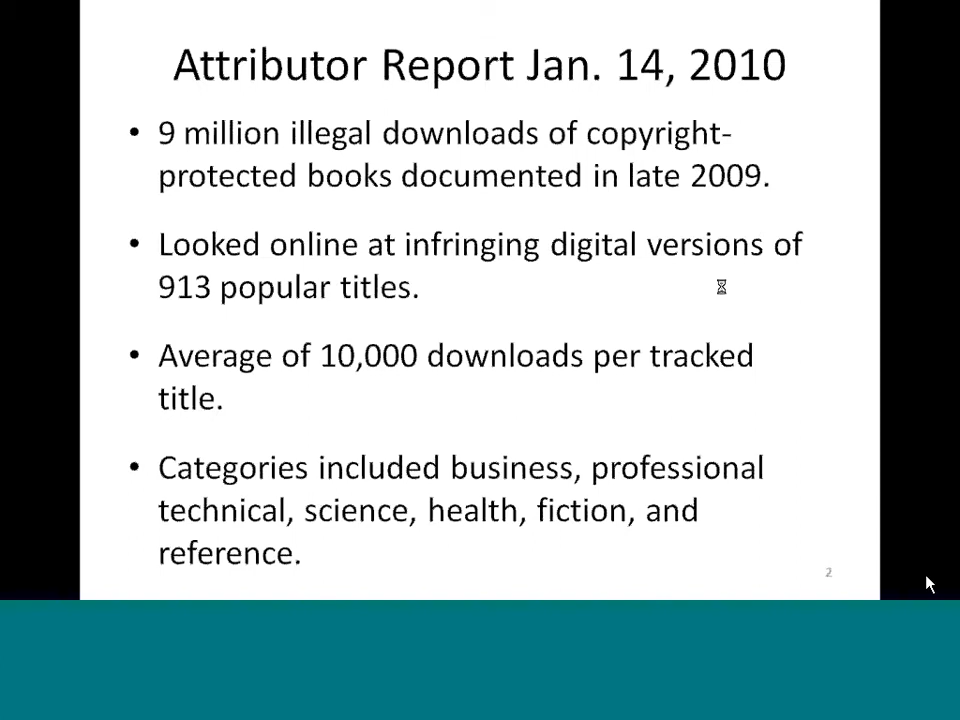 Attributor Report Jan. 14, 2010
• 9 million illegal downloads of copyright-
protected books documented in late 2009.
• Looked online at infringing digital versions of
913 popular titles.
• Average of 10,000 downloads per tracked
title.
• Categories included business, professional
technical, science, health, fiction, and
reference.
2